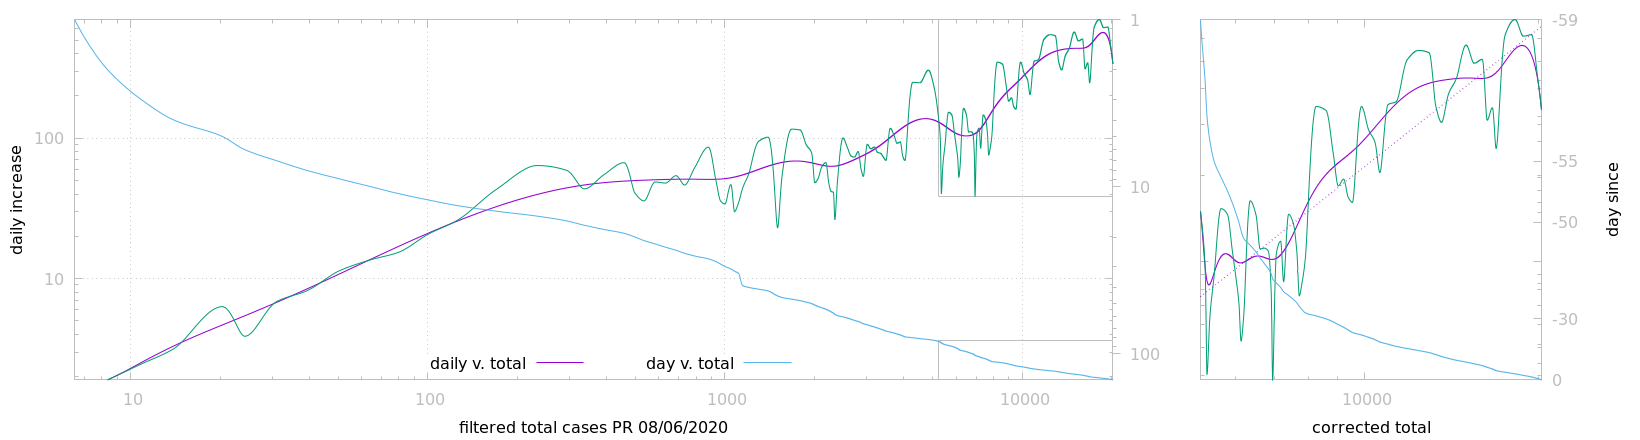 1
-59
100
-55
10
-50
daily increase
day since
10
-30
daily v. total
day v. total
100
0
10
100
1000
10000
10000
filtered total cases PR 08/06/2020
corrected total